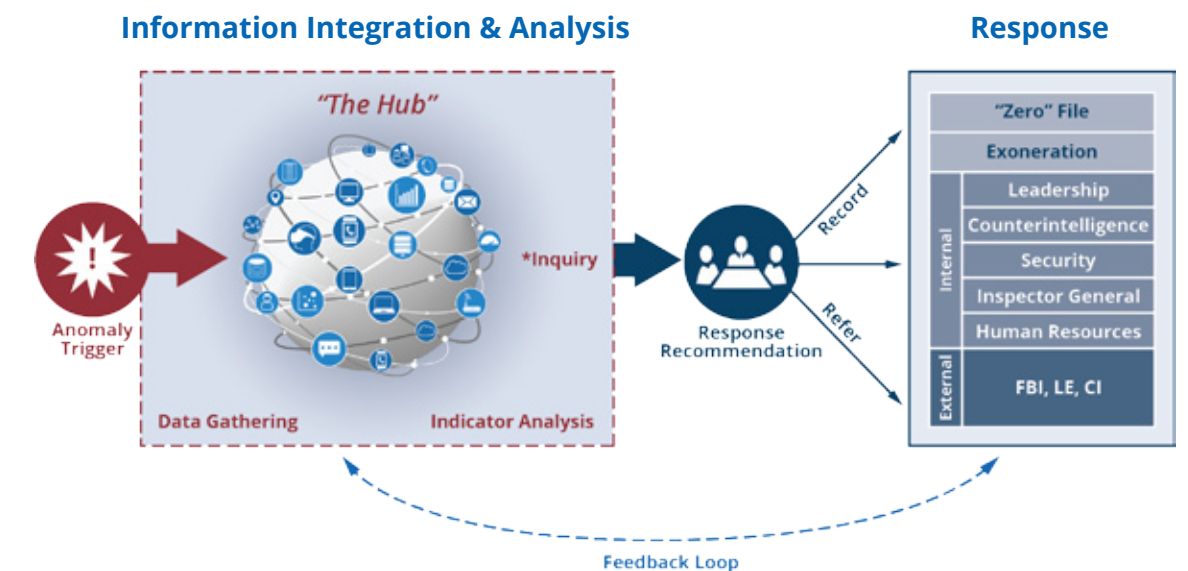 Information Integration & Analysis
Response
“The Hub”
*Inquiry
Anomaly
Trigger
Data Gathering
Indicator Analysis
Response
Recommendation
Record
Refer
“Zero” File
Exoneration
Internal
Leadership
Counterintelligence
Security
Inspector General
Human Resources
External
FBI, LE, CI
Feedback Loop